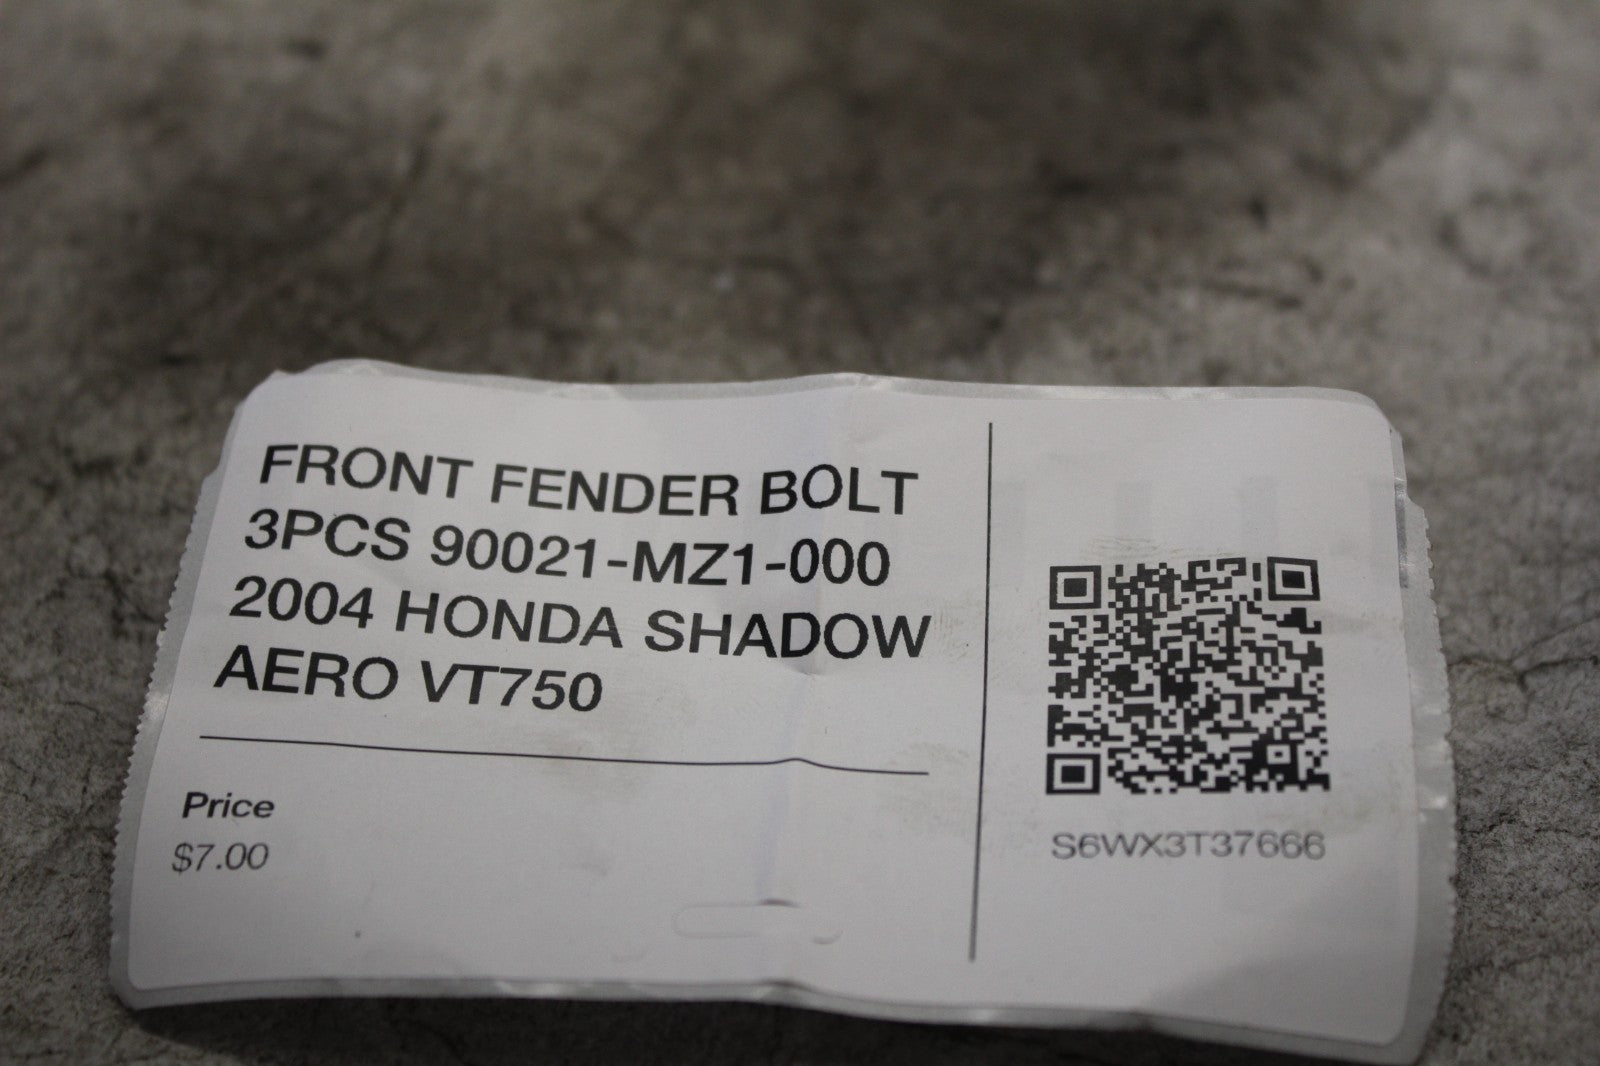 FRONT FENDER BOLT
3PCS 90021-MZ1-000
2004 HONDA SHADOW
AERO VT750
Price
$7.00
S6WX3T37666